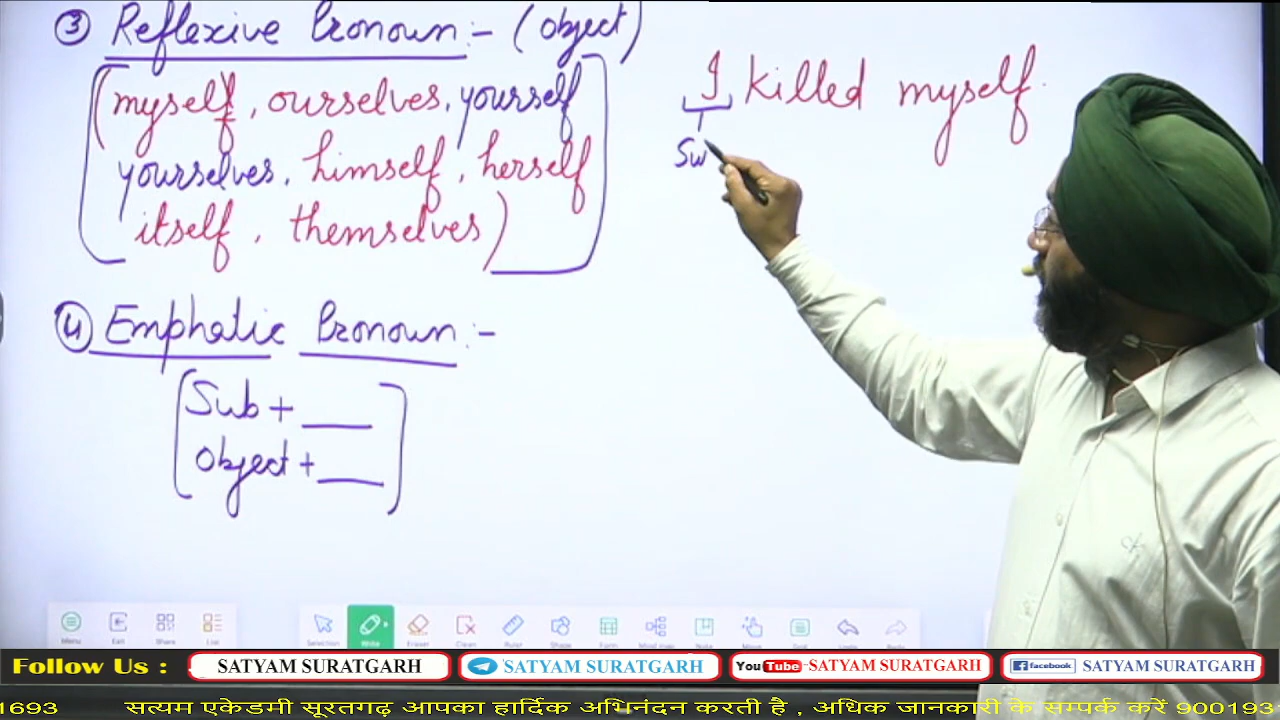 ③ Reflexive Pronoun:- (object)
(myself, ourselves, yourself
yourselves, himself, herself
itself, themselves)
④ Emphatic Pronoun:-
Sub + ___
Object + ___
I killed myself.
Su
Menu Exit Share List Selection Write Eraser Clean Ruler Shape Form Mind map Move Undo Redo
Follow Us : SATYAM SURATGARH SATYAM SURATGARH YouTube-SATYAM SURATGARH facebook SATYAM SURATGARH
1693 सत्यम एकेडमी सूरतगढ़ आपका हार्दिक अभिनंदन करती है , अधिक जानकारी के सम्पर्क करें 900193